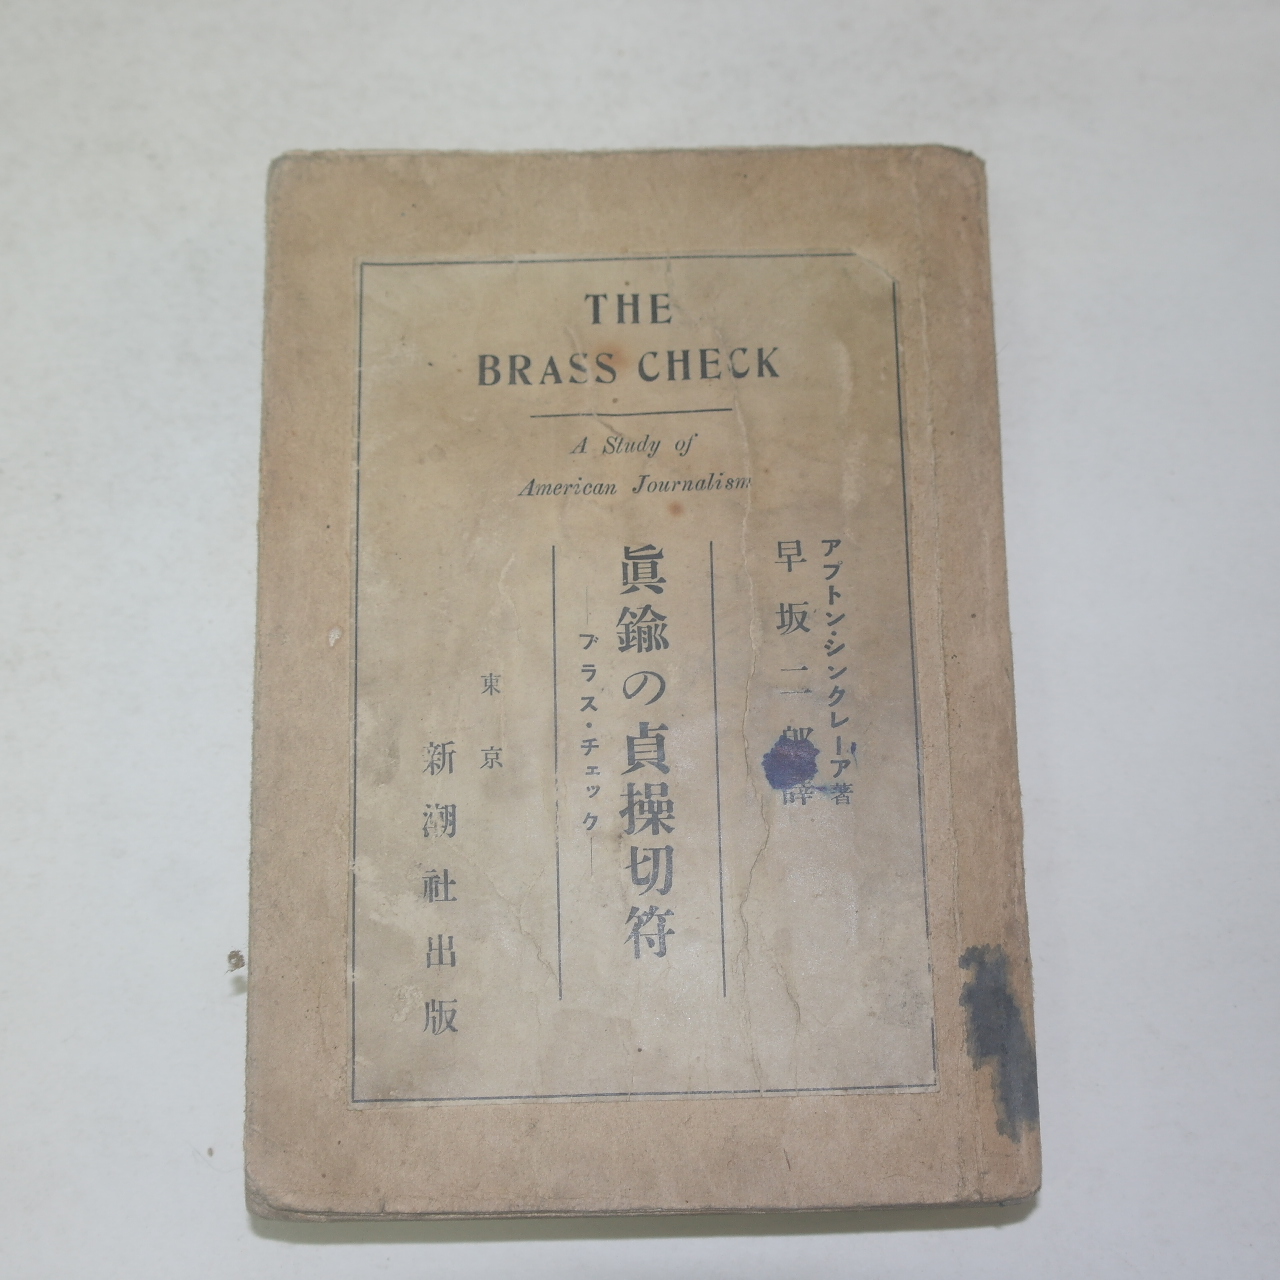 THE
BRASS CHECK
A Study of
American Journalism
アプトン・シンクレーア著
早坂二郎譯
眞鍮の貞操切符
―ブラス・チェック―
東京
新潮社出版